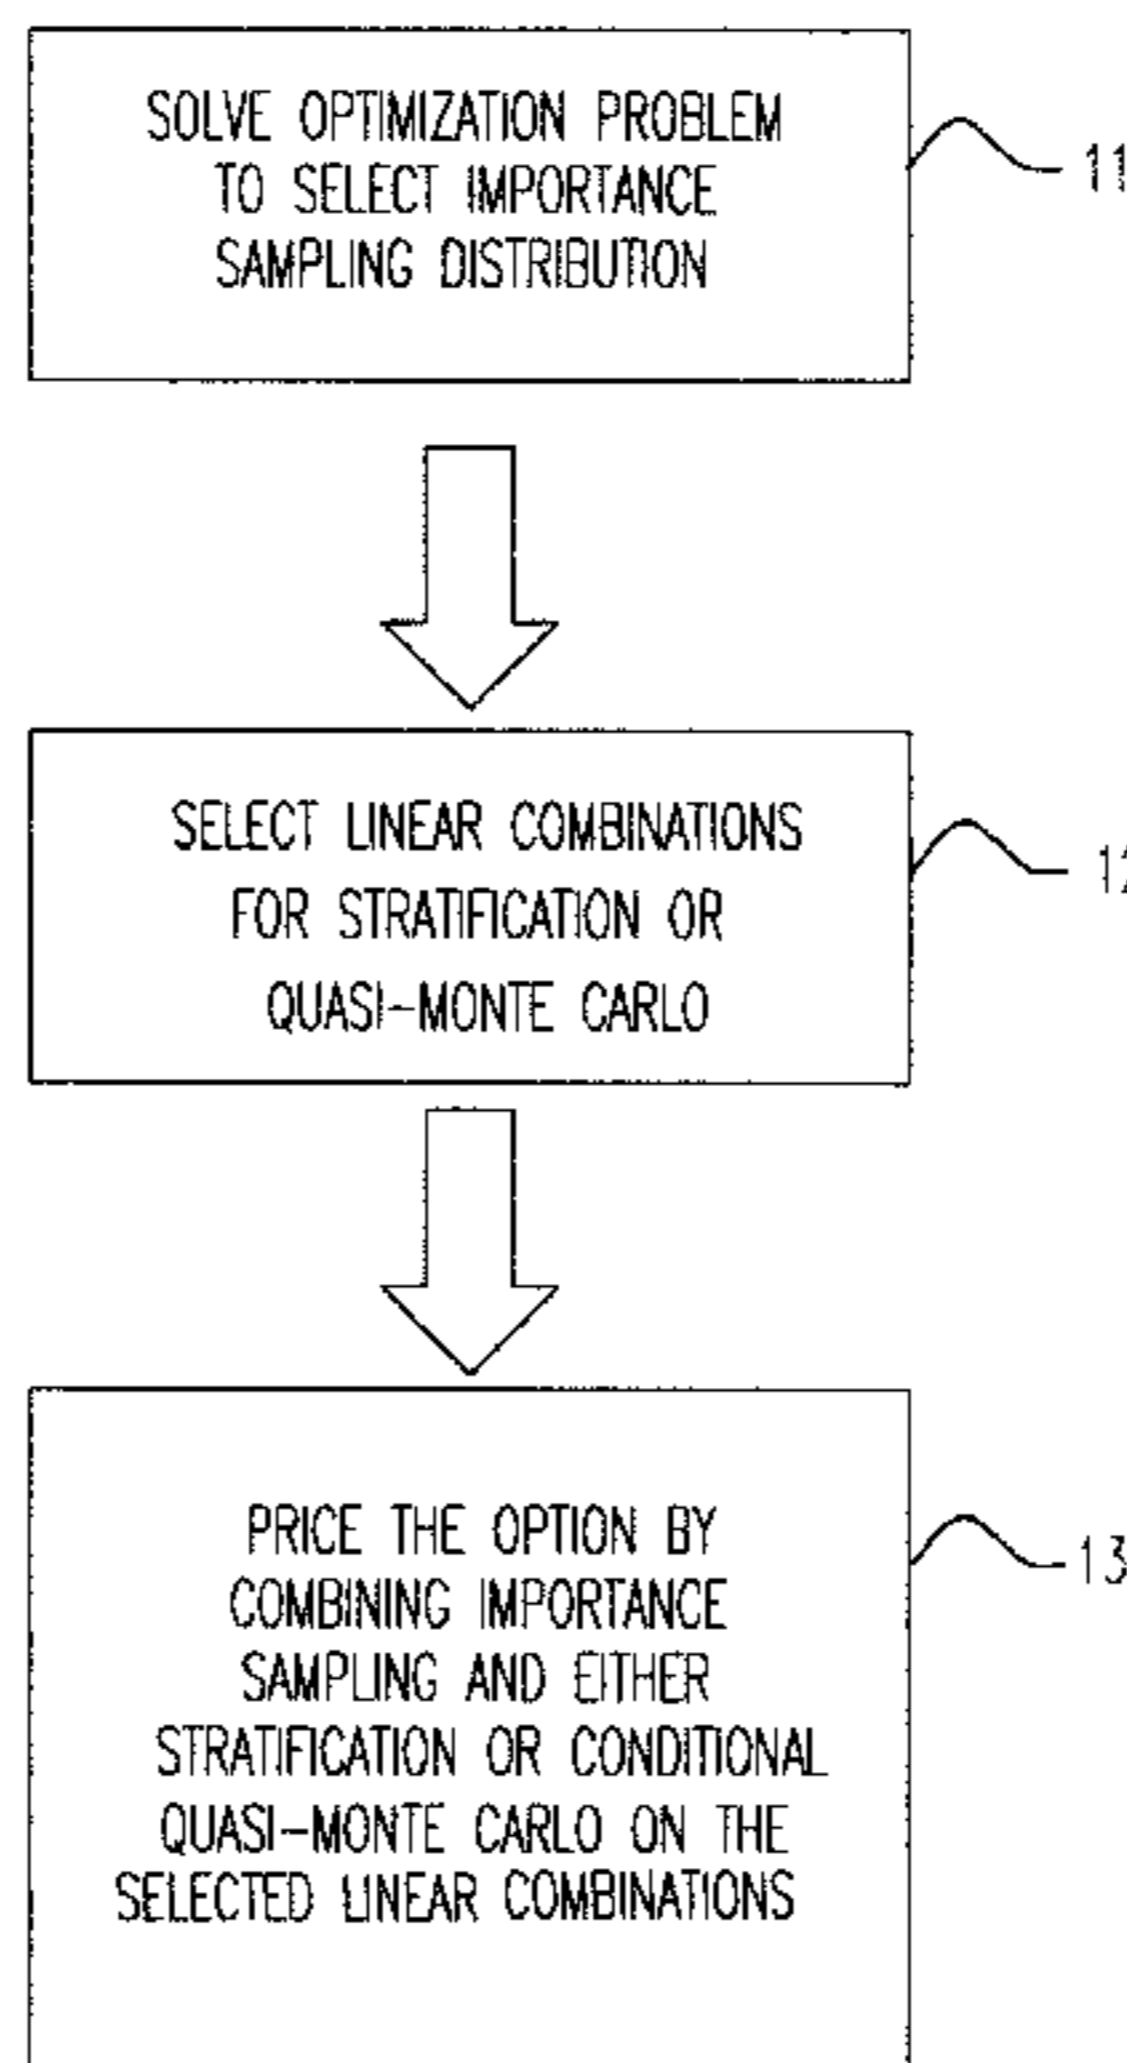 SOLVE OPTIMIZATION PROBLEM
TO SELECT IMPORTANCE
SAMPLING DISTRIBUTION
11
SELECT LINEAR COMBINATIONS
FOR STRATIFICATION OR
QUASI-MONTE CARLO
12
PRICE THE OPTION BY
COMBINING IMPORTANCE
SAMPLING AND EITHER
STRATIFICATION OR CONDITIONAL
QUASI-MONTE CARLO ON THE
SELECTED LINEAR COMBINATIONS
13